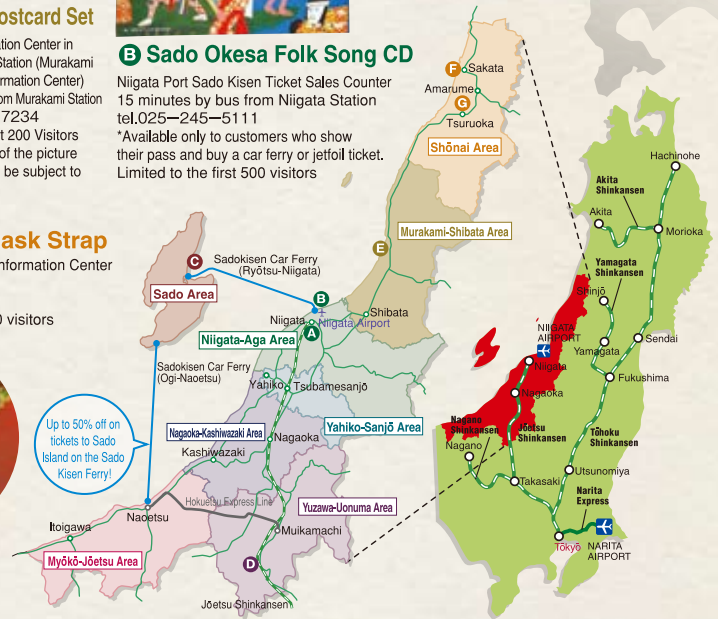 ostcard Set
tion Center in
Station (Murakami
ormation Center)
om Murakami Station
7234
t 200 Visitors
of the picture
be subject to
B Sado Okesa Folk Song CD
Niigata Port Sado Kisen Ticket Sales Counter
15 minutes by bus from Niigata Station
tel.025—245—5111
*Available only to customers who show
their pass and buy a car ferry or jetfoil ticket.
Limited to the first 500 visitors
ask Strap
nformation Center
0 visitors
F
Sakata
Amarume
G
Tsuruoka
Shōnai Area
Murakami-Shibata Area
E
C
Sadokisen Car Ferry
(Ryōtsu-Niigata)
Sado Area
B
Niigata
Niigata Airport
A
Shibata
Niigata-Aga Area
Sadokisen Car Ferry
(Ogi-Naoetsu)
Yahiko
Tsubamesanjō
Up to 50% off on
tickets to Sado
Island on the Sado
Kisen Ferry!
Nagaoka-Kashiwazaki Area
Yahiko-Sanjō Area
Nagaoka
Kashiwazaki
Hokuetsu Express Line
Yuzawa-Uonuma Area
Naoetsu
Itoigawa
Muikamachi
Myōkō-Jōetsu Area
D
Jōetsu Shinkansen
Hachinohe
Akita
Shinkansen
Akita
Morioka
Yamagata
Shinkansen
Shinjō
NIIGATA
AIRPORT
Yamagata
Sendai
Niigata
Fukushima
Nagaoka
Nagano
Shinkansen
Jōetsu
Shinkansen
Tōhoku
Shinkansen
Nagano
Takasaki
Utsunomiya
Narita
Express
Tōkyō
NARITA
AIRPORT